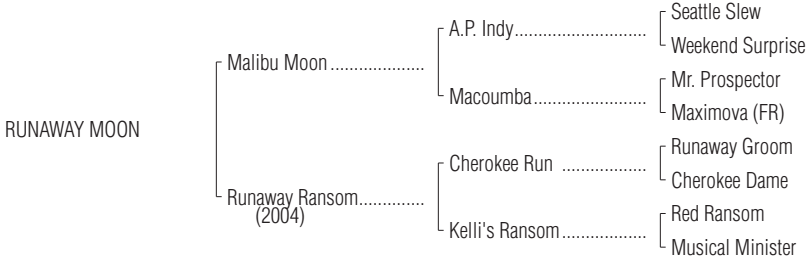 Seattle Slew
A.P. Indy..............................
Weekend Surprise
Malibu Moon .....................
Mr. Prospector
Macoumba..........................
Maximova (FR)
RUNAWAY MOON
Runaway Groom
Cherokee Run ...................
Cherokee Dame
Runaway Ransom..............
(2004)
Red Ransom
Kelli's Ransom...................
Musical Minister